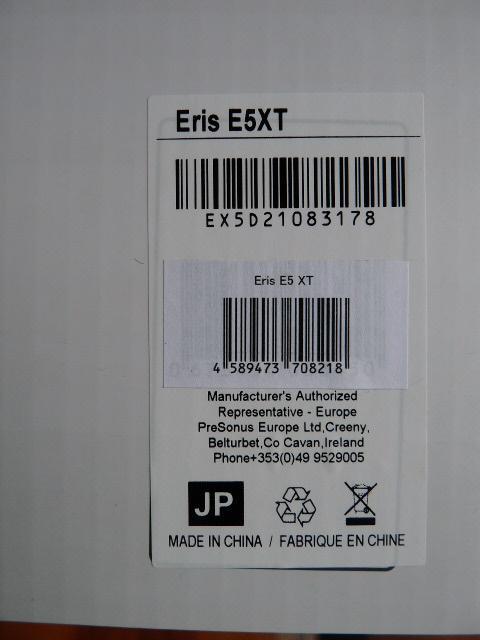 Eris E5XT
EX5D21083178
Eris E5 XT
4 589473 708218
Manufacturer's Authorized
Representative - Europe
PreSonus Europe Ltd,Creeny,
Belturbet,Co Cavan,Ireland
Phone+353(0)49 9529005
JP
MADE IN CHINA / FABRIQUE EN CHINE